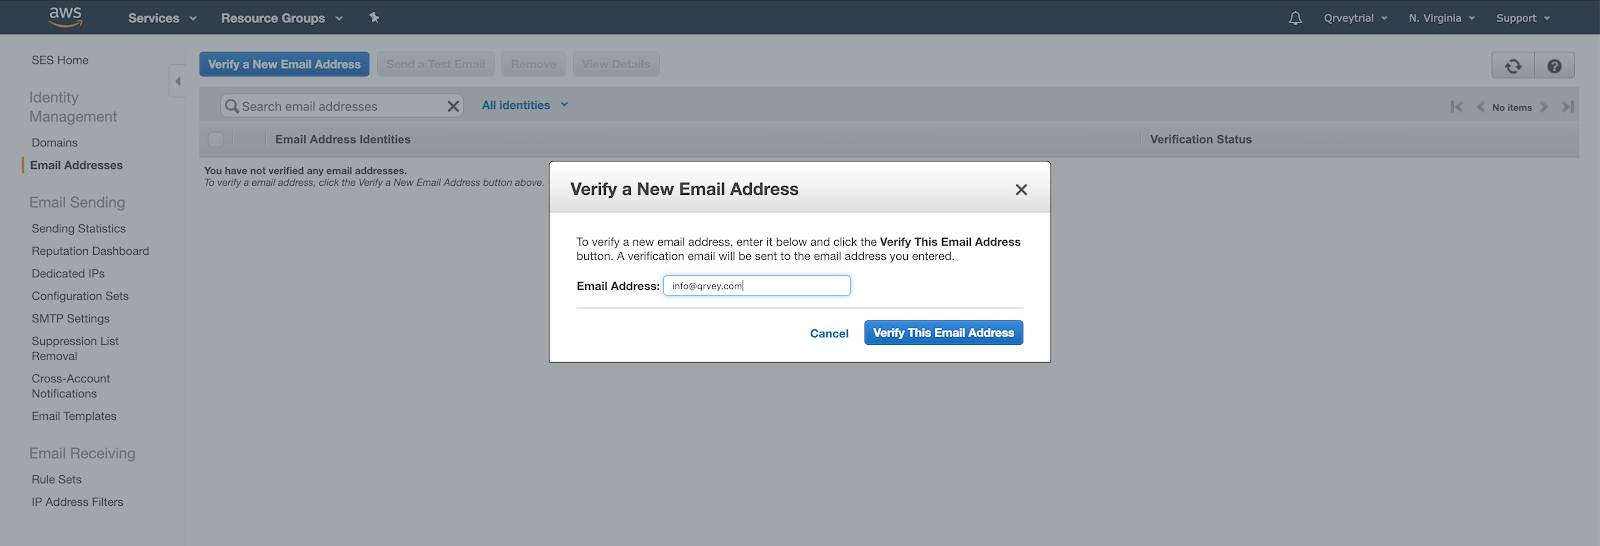 aws
Services
Resource Groups
Qrveytrial
N. Virginia
Support
SES Home
Identity
Management
Domains
Email Addresses
Email Sending
Sending Statistics
Reputation Dashboard
Dedicated IPs
Configuration Sets
SMTP Settings
Suppression List
Removal
Cross-Account
Notifications
Email Templates
Email Receiving
Rule Sets
IP Address Filters
Verify a New Email Address
Send a Test Email
Remove
View Details
Search email addresses
All identities
No items
Email Address Identities
Verification Status
You have not verified any email addresses.
To verify a email address, click the Verify a New Email Address button above.
Verify a New Email Address
To verify a new email address, enter it below and click the Verify This Email Address
button. A verification email will be sent to the email address you entered.
Email Address: info@qrvey.com
Cancel
Verify This Email Address